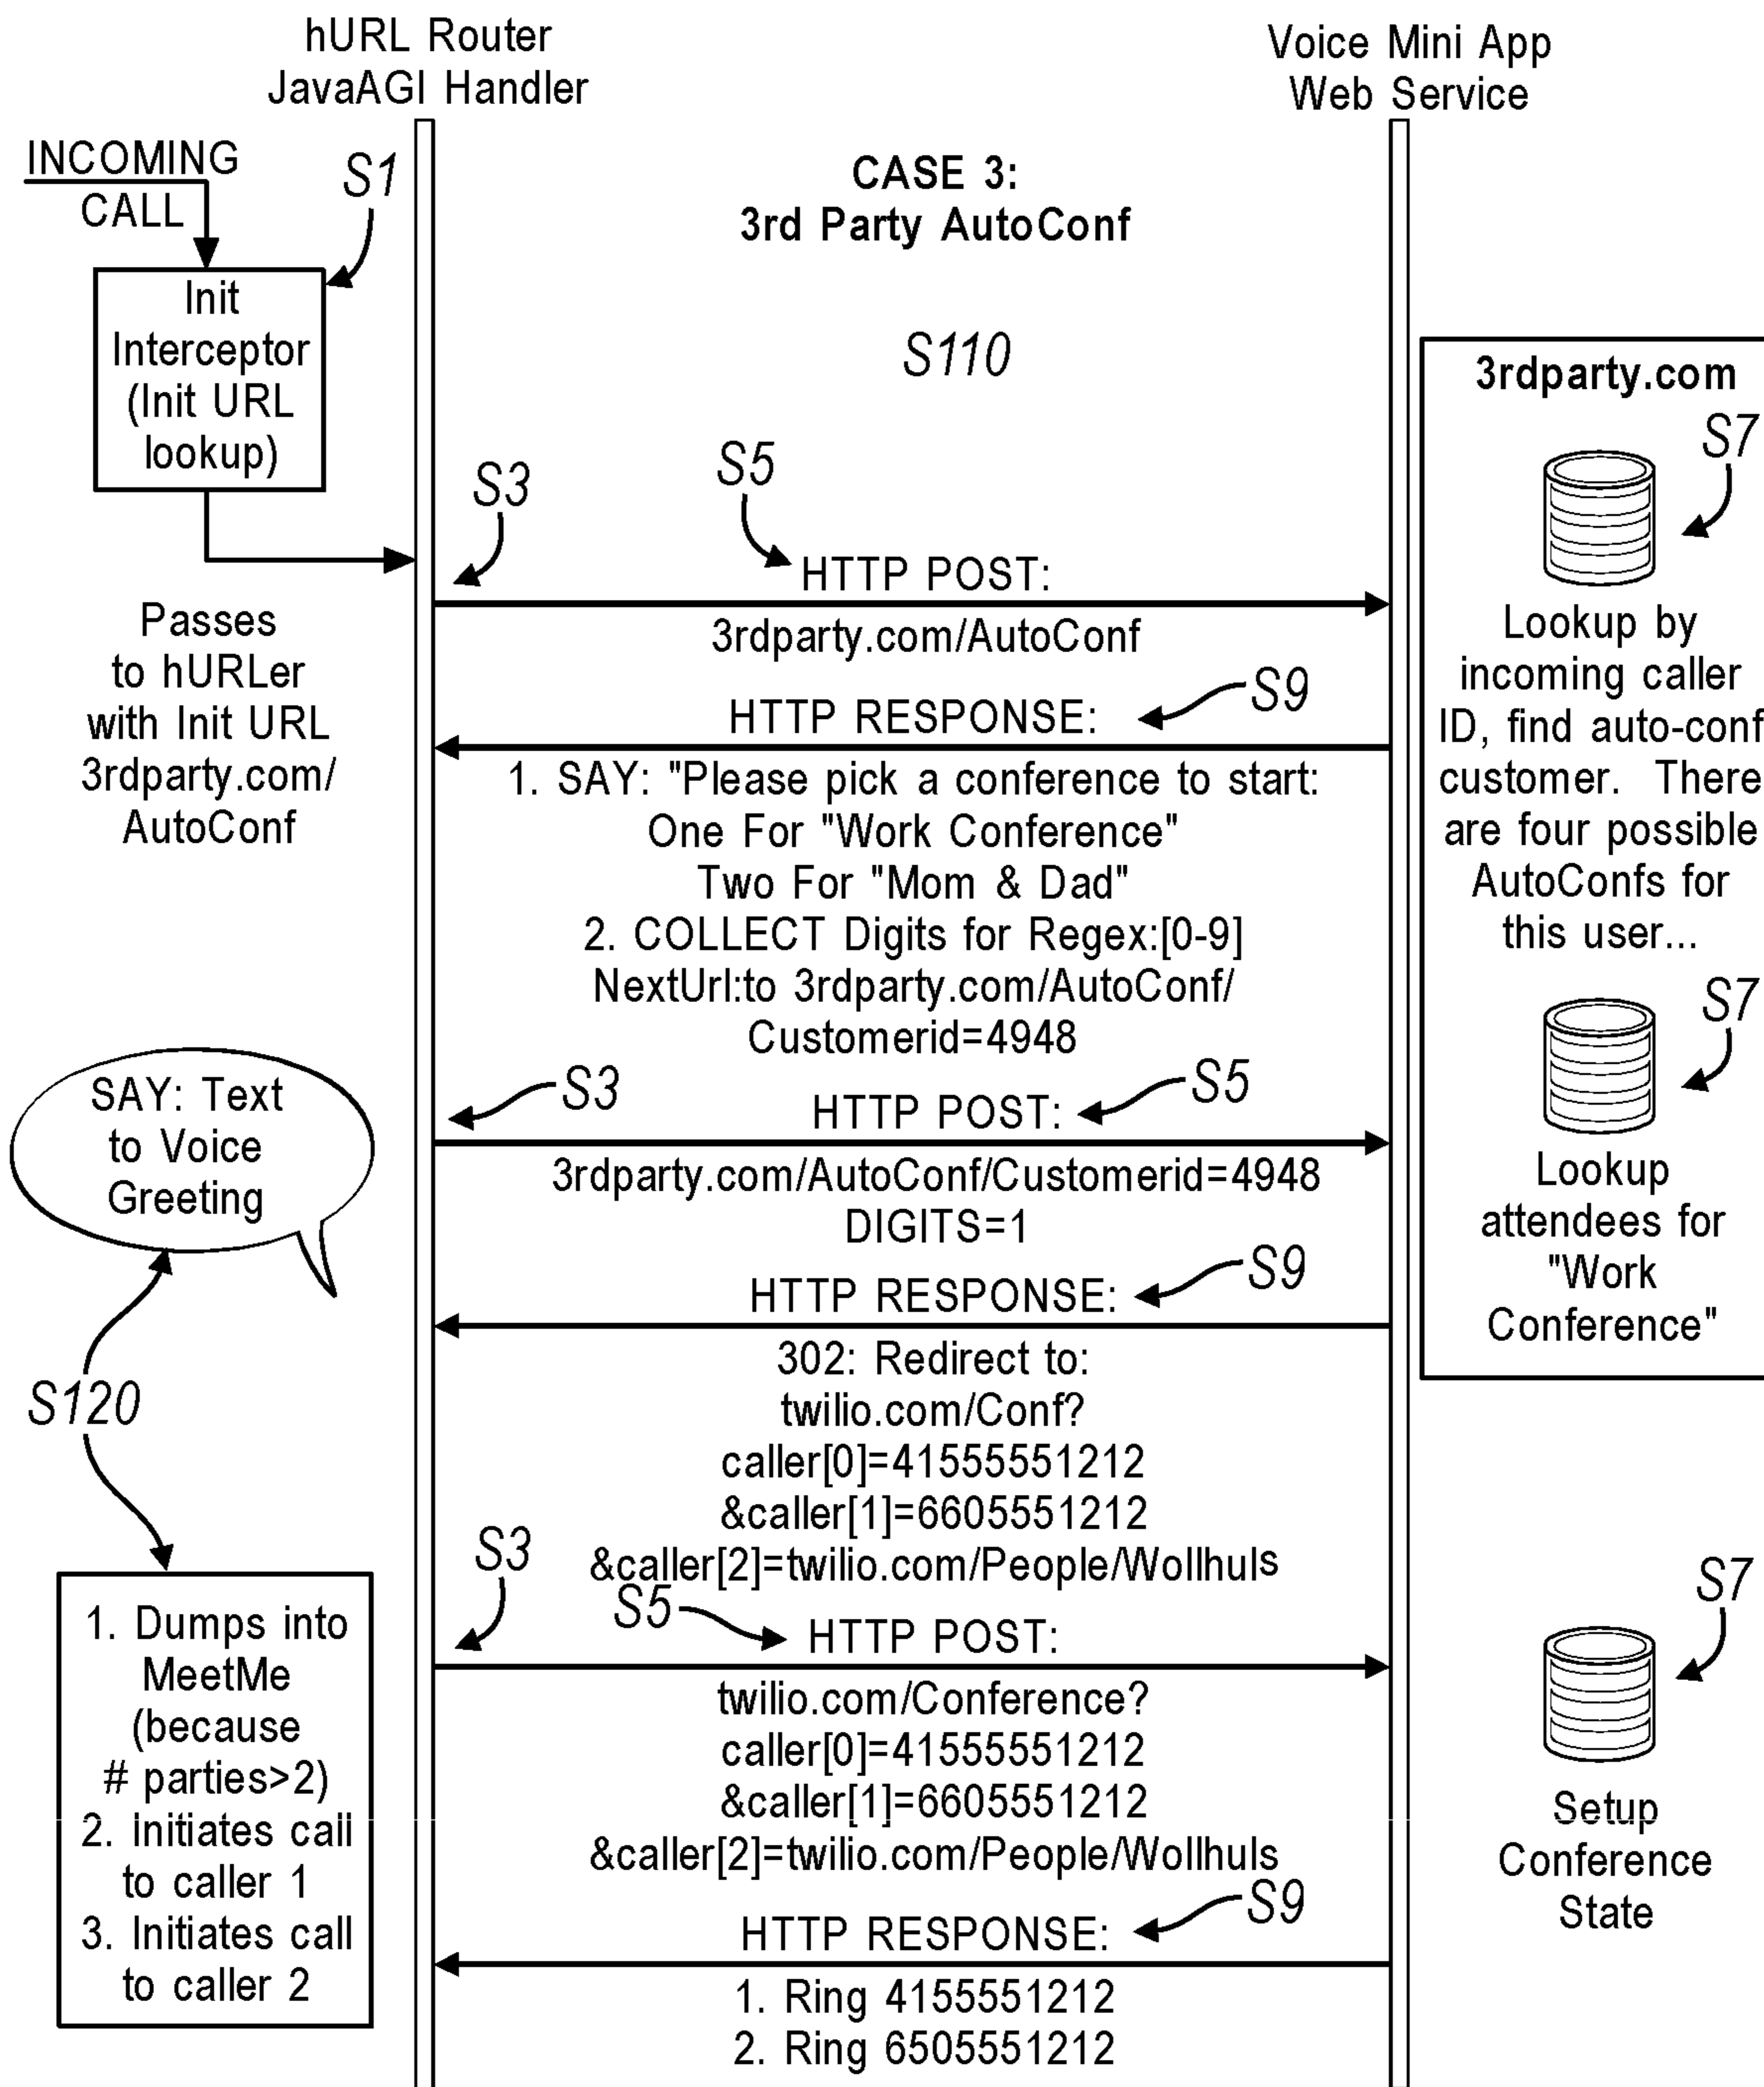 hURL Router
JavaAGI Handler
Voice Mini App
Web Service
INCOMING
CALL
S1
CASE 3:
3rd Party AutoConf
Init
Interceptor
(Init URL
lookup)
S110
Passes
to hURLer
with Init URL
3rdparty.com/
AutoConf
S3
S5
HTTP POST:
3rdparty.com/AutoConf
HTTP RESPONSE:
S9
1. SAY: "Please pick a conference to start:
One For "Work Conference"
Two For "Mom & Dad"
2. COLLECT Digits for Regex:[0-9]
NextUrl:to 3rdparty.com/AutoConf/
Customerid=4948
3rdparty.com
S7
Lookup by
incoming caller
ID, find auto-conf
customer. There
are four possible
AutoConfs for
this user...
S7
Lookup
attendees for
"Work
Conference"
SAY: Text
to Voice
Greeting
S3
HTTP POST:
S5
3rdparty.com/AutoConf/Customerid=4948
DIGITS=1
HTTP RESPONSE:
S9
302: Redirect to:
twilio.com/Conf?
caller[0]=41555551212
&caller[1]=6605551212
&caller[2]=twilio.com/People/Wollhuls
S120
1. Dumps into
MeetMe
(because
# parties>2)
2. Initiates call
to caller 1
3. Initiates call
to caller 2
S3
S5
HTTP POST:
twilio.com/Conference?
caller[0]=41555551212
&caller[1]=6605551212
&caller[2]=twilio.com/People/Wollhuls
HTTP RESPONSE:
S9
1. Ring 4155551212
2. Ring 6505551212
S7
Setup
Conference
State